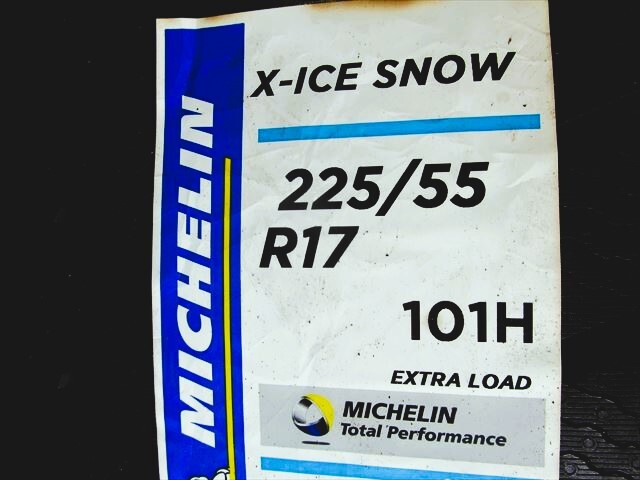 MICHELIN
X-ICE SNOW
225/55
R17
101H
EXTRA LOAD
MICHELIN
Total Performance